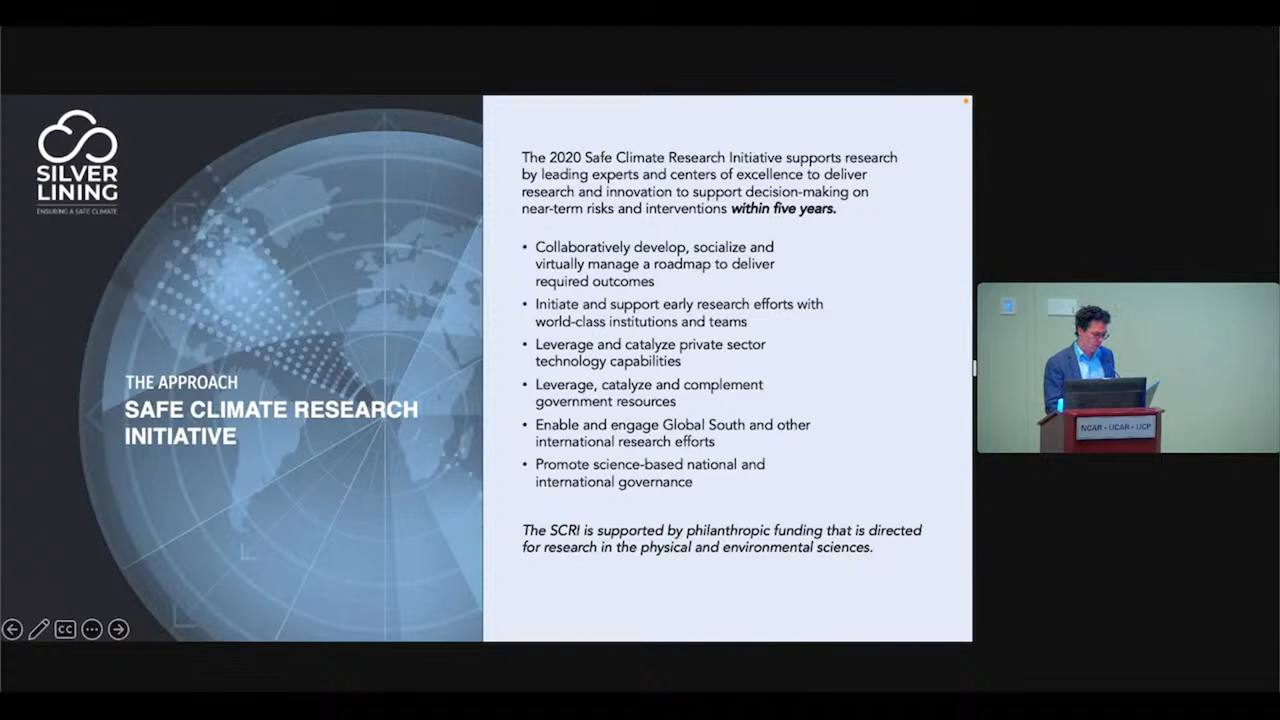 SILVER
LINING
ENSURING A SAFE CLIMATE
THE APPROACH
SAFE CLIMATE RESEARCH
INITIATIVE
The 2020 Safe Climate Research Initiative supports research
by leading experts and centers of excellence to deliver
research and innovation to support decision-making on
near-term risks and interventions within five years.
• Collaboratively develop, socialize and
virtually manage a roadmap to deliver
required outcomes
• Initiate and support early research efforts with
world-class institutions and teams
• Leverage and catalyze private sector
technology capabilities
• Leverage, catalyze and complement
government resources
• Enable and engage Global South and other
international research efforts
• Promote science-based national and
international governance
The SCRI is supported by philanthropic funding that is directed
for research in the physical and environmental sciences.
CC
NCAR • UCAR • UCP